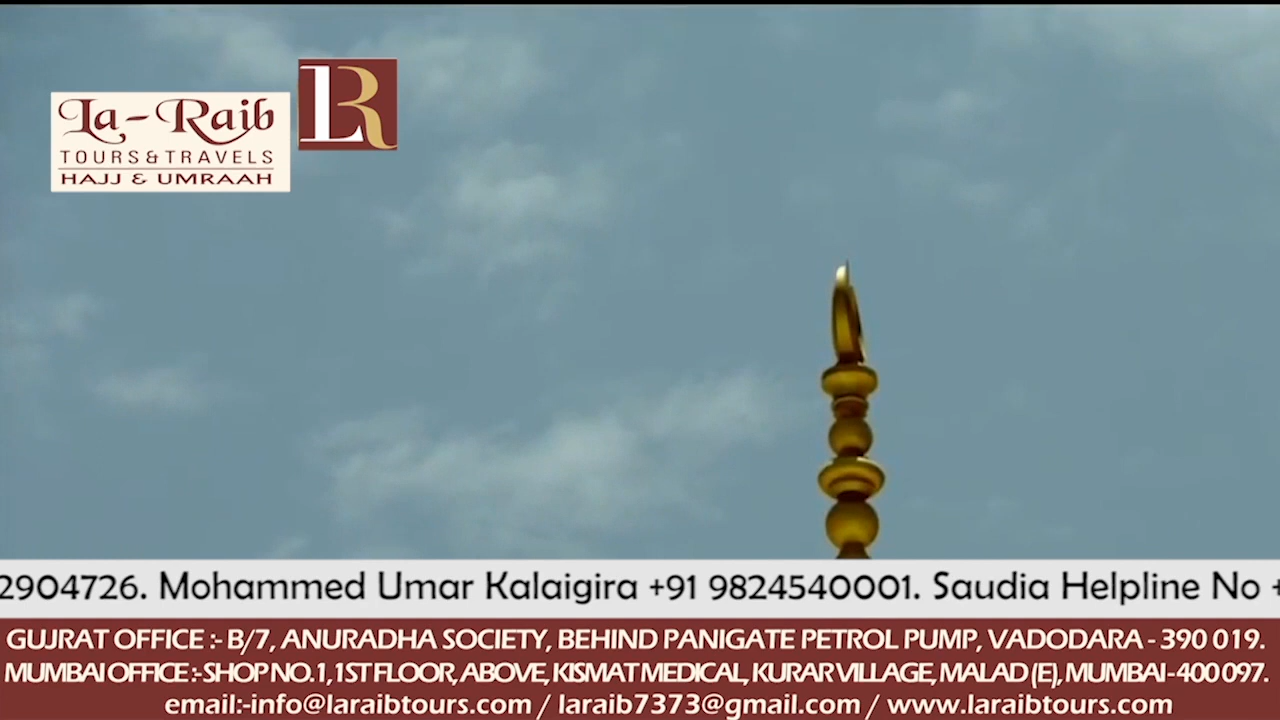 La-Raib
TOURS & TRAVELS
HAJJ & UMRAAH
LR
2904726. Mohammed Umar Kalaigira +91 9824540001. Saudia Helpline No +
GUJRAT OFFICE :- B/7, ANURADHA SOCIETY, BEHIND PANIGATE PETROL PUMP, VADODARA - 390 019.
MUMBAI OFFICE :- SHOP NO. 1, 1ST FLOOR, ABOVE, KISMAT MEDICAL, KURAR VILLAGE, MALAD (E), MUMBAI - 400 097.
email:-info@laraibtours.com / laraib7373@gmail.com / www.laraibtours.com